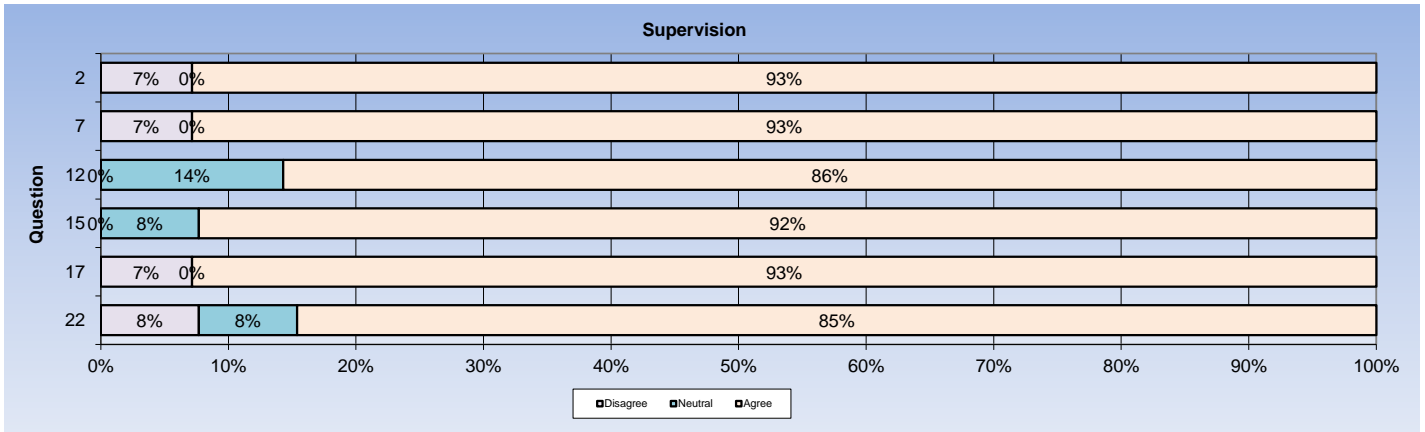 Supervision
Question
2 7% 0% 93%
7 7% 0% 93%
12 0% 14% 86%
15 0% 8% 92%
17 7% 0% 93%
22 8% 8% 85%
0% 10% 20% 30% 40% 50% 60% 70% 80% 90% 100%
Disagree Neutral Agree